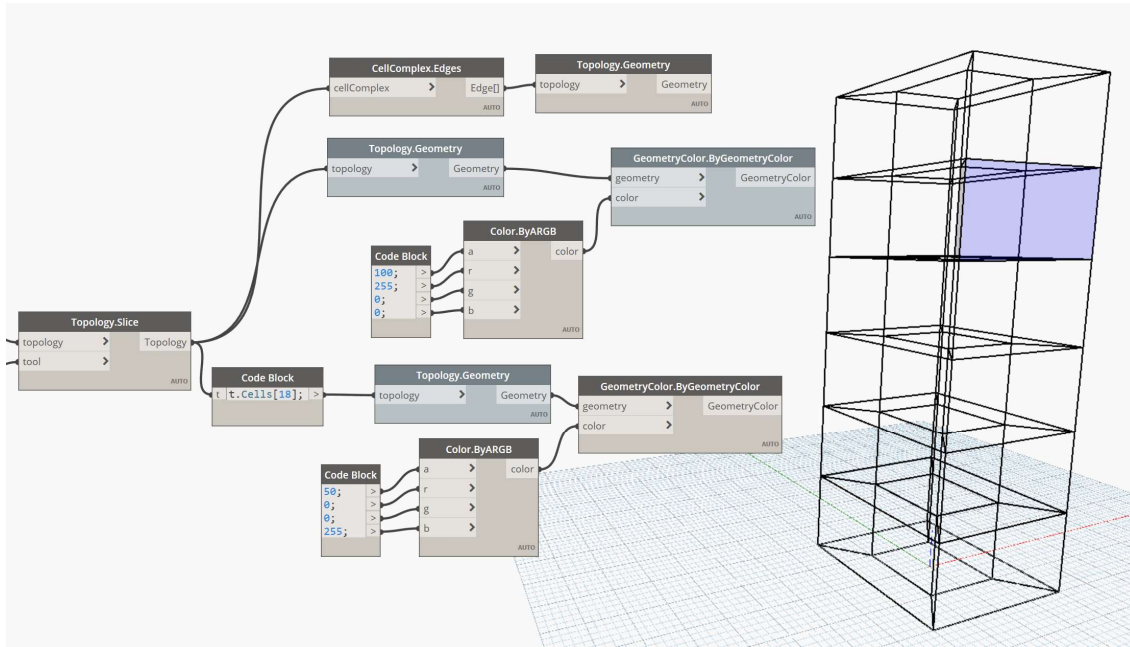 CellComplex.Edges
cellComplex > Edge[]
AUTO
Topology.Geometry
topology > Geometry
AUTO
Topology.Geometry
topology > Geometry
AUTO
GeometryColor.ByGeometryColor
geometry > GeometryColor
color >
AUTO
Color.ByARGB
a > color
r >
g >
b >
AUTO
Code Block
100; >
255; >
0; >
0; >
Topology.Slice
topology > Topology
tool >
AUTO
Code Block
t t.Cells[18]; >
Topology.Geometry
topology > Geometry
AUTO
GeometryColor.ByGeometryColor
geometry > GeometryColor
color >
AUTO
Color.ByARGB
a > color
r >
g >
b >
AUTO
Code Block
50; >
0; >
0; >
255; >